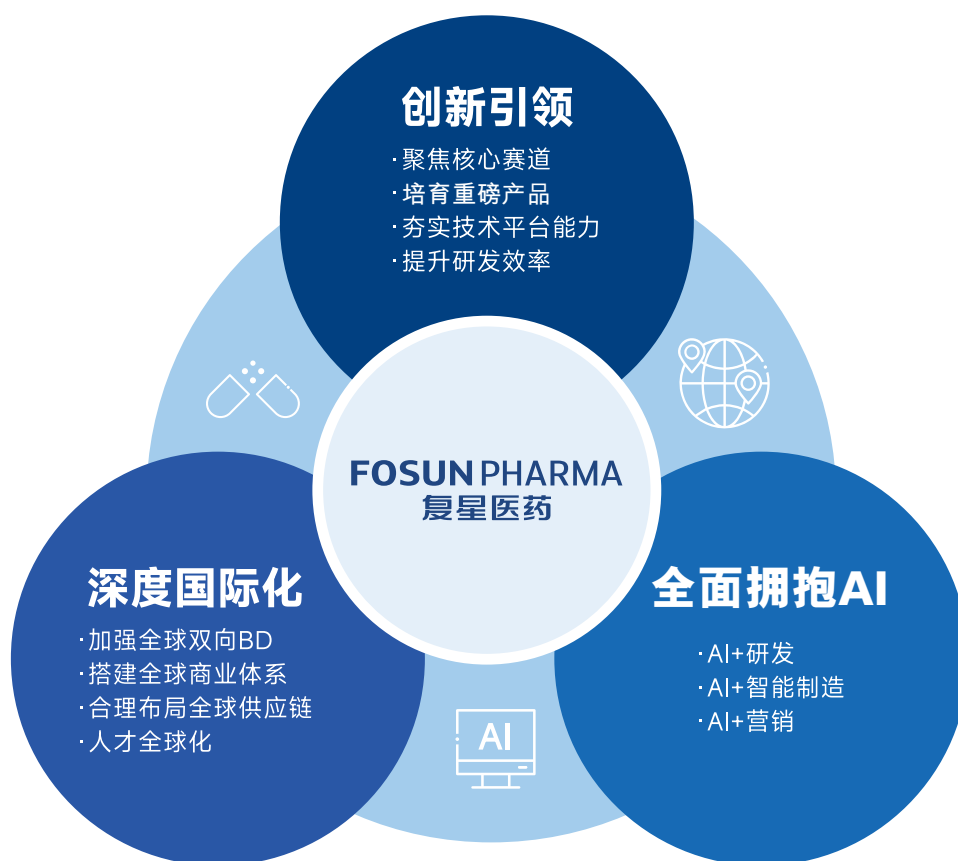 创新引领
·聚焦核心赛道
·培育重磅产品
·夯实技术平台能力
·提升研发效率
FOSUN PHARMA
复星医药
深度国际化
·加强全球双向BD
·搭建全球商业体系
·合理布局全球供应链
·人才全球化
全面拥抱AI
·AI+研发
·AI+智能制造
·AI+营销
AI